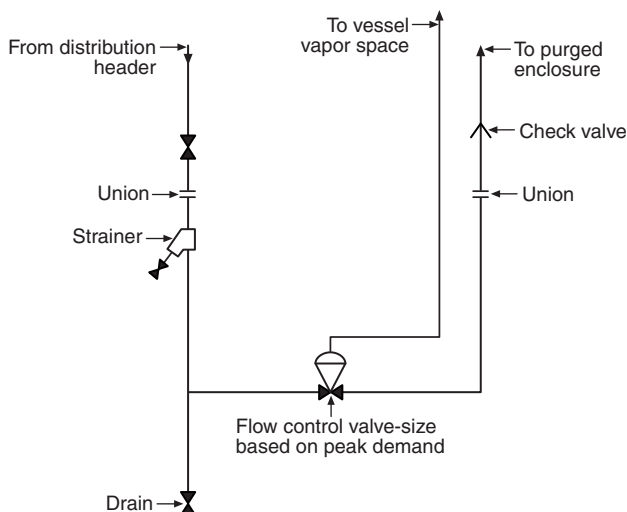 From distribution
header
To vessel
vapor space
To purged
enclosure
Check valve
Union
Union
Strainer
Flow control valve-size
based on peak demand
Drain